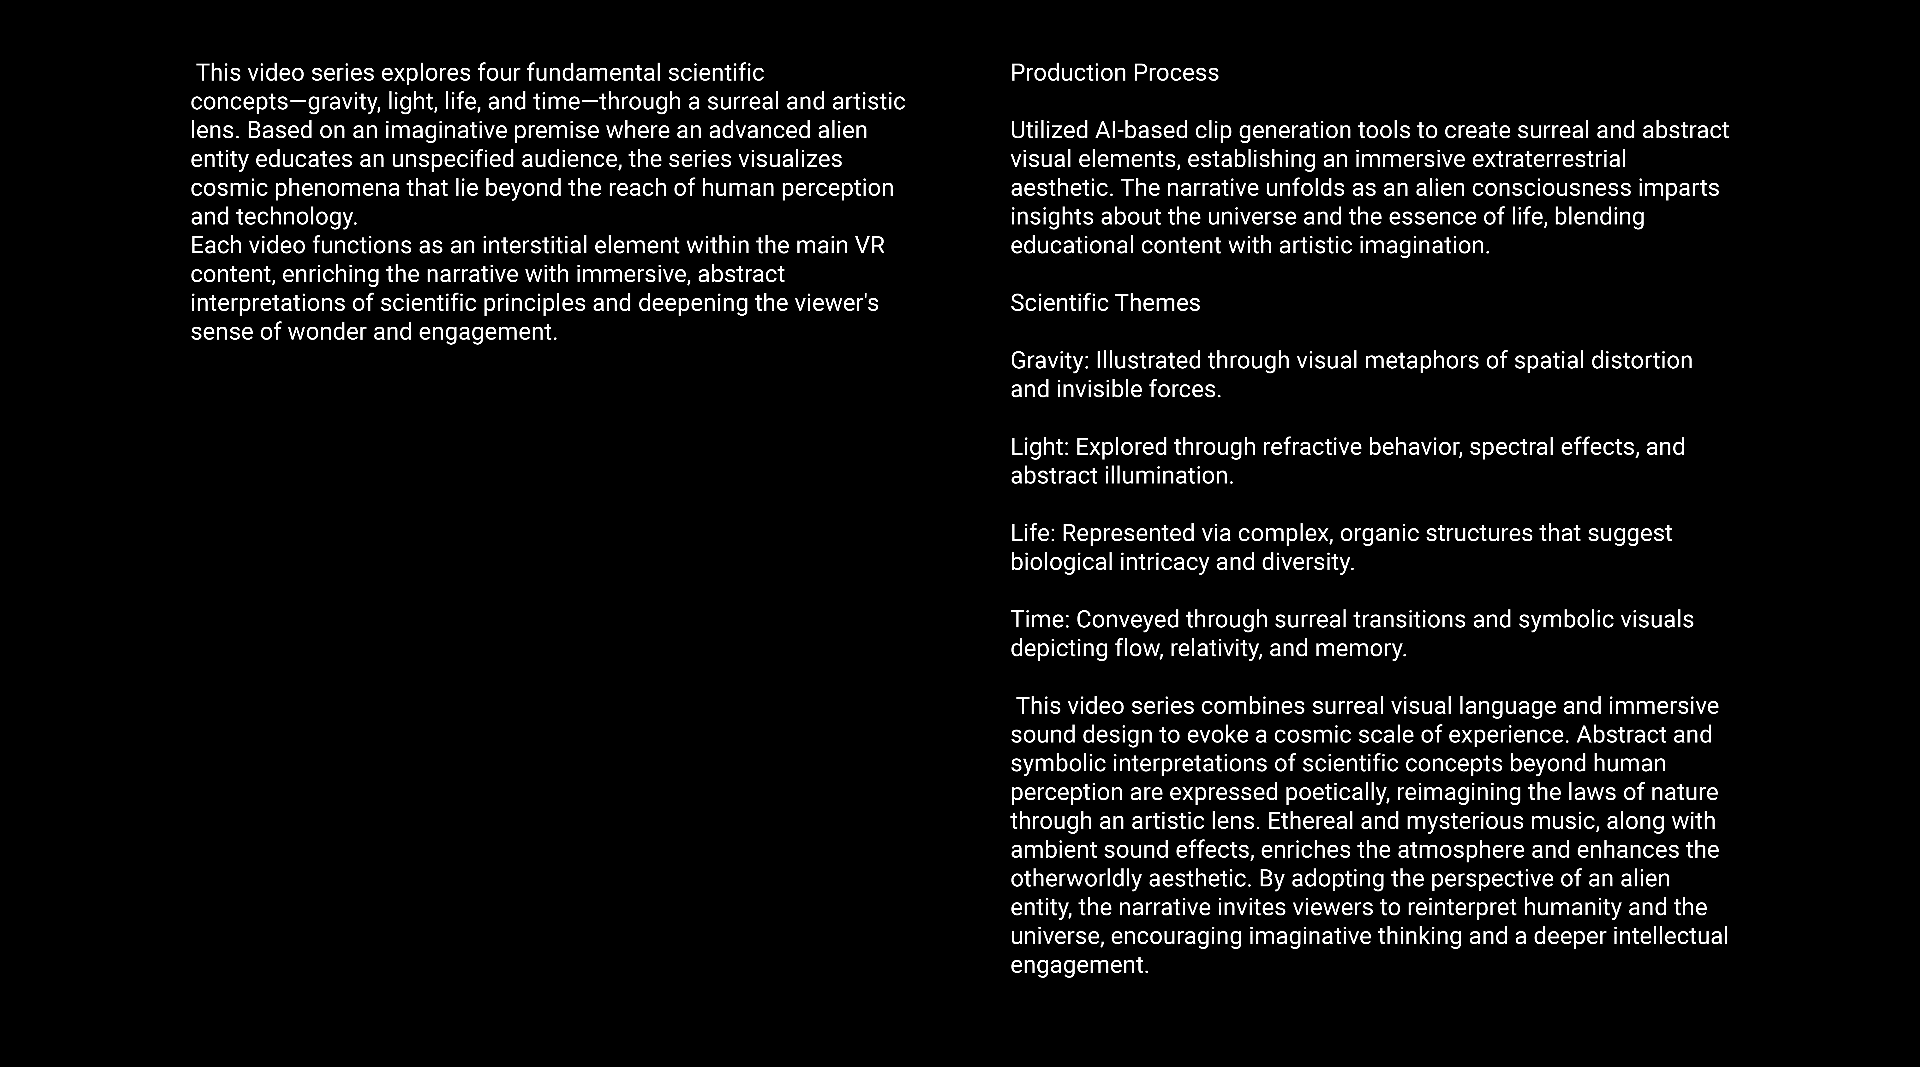 This video series explores four fundamental scientific
concepts—gravity, light, life, and time—through a surreal and artistic
lens. Based on an imaginative premise where an advanced alien
entity educates an unspecified audience, the series visualizes
cosmic phenomena that lie beyond the reach of human perception
and technology.
Each video functions as an interstitial element within the main VR
content, enriching the narrative with immersive, abstract
interpretations of scientific principles and deepening the viewer's
sense of wonder and engagement.
Production Process
Utilized AI-based clip generation tools to create surreal and abstract
visual elements, establishing an immersive extraterrestrial
aesthetic. The narrative unfolds as an alien consciousness imparts
insights about the universe and the essence of life, blending
educational content with artistic imagination.
Scientific Themes
Gravity: Illustrated through visual metaphors of spatial distortion
and invisible forces.
Light: Explored through refractive behavior, spectral effects, and
abstract illumination.
Life: Represented via complex, organic structures that suggest
biological intricacy and diversity.
Time: Conveyed through surreal transitions and symbolic visuals
depicting flow, relativity, and memory.
This video series combines surreal visual language and immersive
sound design to evoke a cosmic scale of experience. Abstract and
symbolic interpretations of scientific concepts beyond human
perception are expressed poetically, reimagining the laws of nature
through an artistic lens. Ethereal and mysterious music, along with
ambient sound effects, enriches the atmosphere and enhances the
otherworldly aesthetic. By adopting the perspective of an alien
entity, the narrative invites viewers to reinterpret humanity and the
universe, encouraging imaginative thinking and a deeper intellectual
engagement.